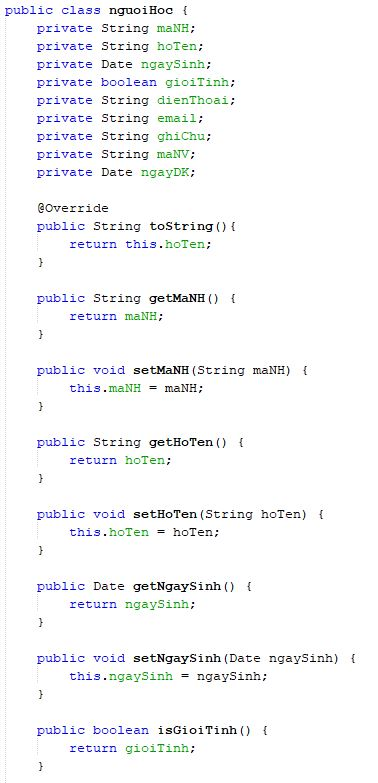 public class nguoiHoc {
    private String maNH;
    private String hoTen;
    private Date ngaySinh;
    private boolean gioiTinh;
    private String dienThoai;
    private String email;
    private String ghiChu;
    private String maNV;
    private Date ngayDK;

    @Override
    public String toString(){
        return this.hoTen;
    }

    public String getMaNH() {
        return maNH;
    }

    public void setMaNH(String maNH) {
        this.maNH = maNH;
    }

    public String getHoTen() {
        return hoTen;
    }

    public void setHoTen(String hoTen) {
        this.hoTen = hoTen;
    }

    public Date getNgaySinh() {
        return ngaySinh;
    }

    public void setNgaySinh(Date ngaySinh) {
        this.ngaySinh = ngaySinh;
    }

    public boolean isGioiTinh() {
        return gioiTinh;
    }